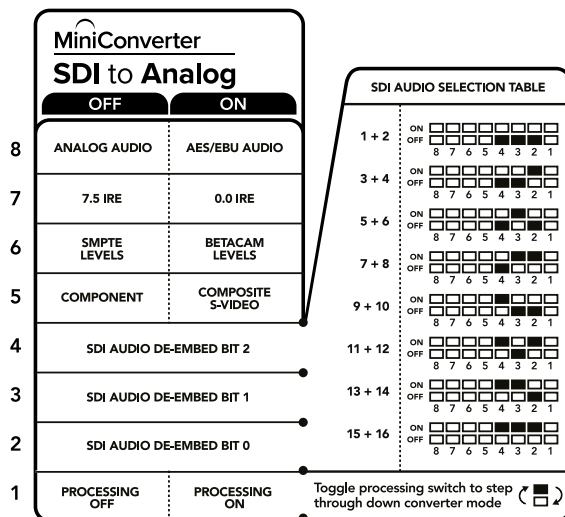 MiniConverter
SDI to Analog
OFF ON
8 ANALOG AUDIO AES/EBU AUDIO
7 7.5 IRE 0.0 IRE
6 SMPTE LEVELS BETACAM LEVELS
5 COMPONENT COMPOSITE S-VIDEO
4 SDI AUDIO DE-EMBED BIT 2
3 SDI AUDIO DE-EMBED BIT 1
2 SDI AUDIO DE-EMBED BIT 0
1 PROCESSING OFF PROCESSING ON
SDI AUDIO SELECTION TABLE
1 + 2
ON
OFF
8 7 6 5 4 3 2 1
3 + 4
ON
OFF
8 7 6 5 4 3 2 1
5 + 6
ON
OFF
8 7 6 5 4 3 2 1
7 + 8
ON
OFF
8 7 6 5 4 3 2 1
9 + 10
ON
OFF
8 7 6 5 4 3 2 1
11 + 12
ON
OFF
8 7 6 5 4 3 2 1
13 + 14
ON
OFF
8 7 6 5 4 3 2 1
15 + 16
ON
OFF
8 7 6 5 4 3 2 1
Toggle processing switch to step
through down converter mode